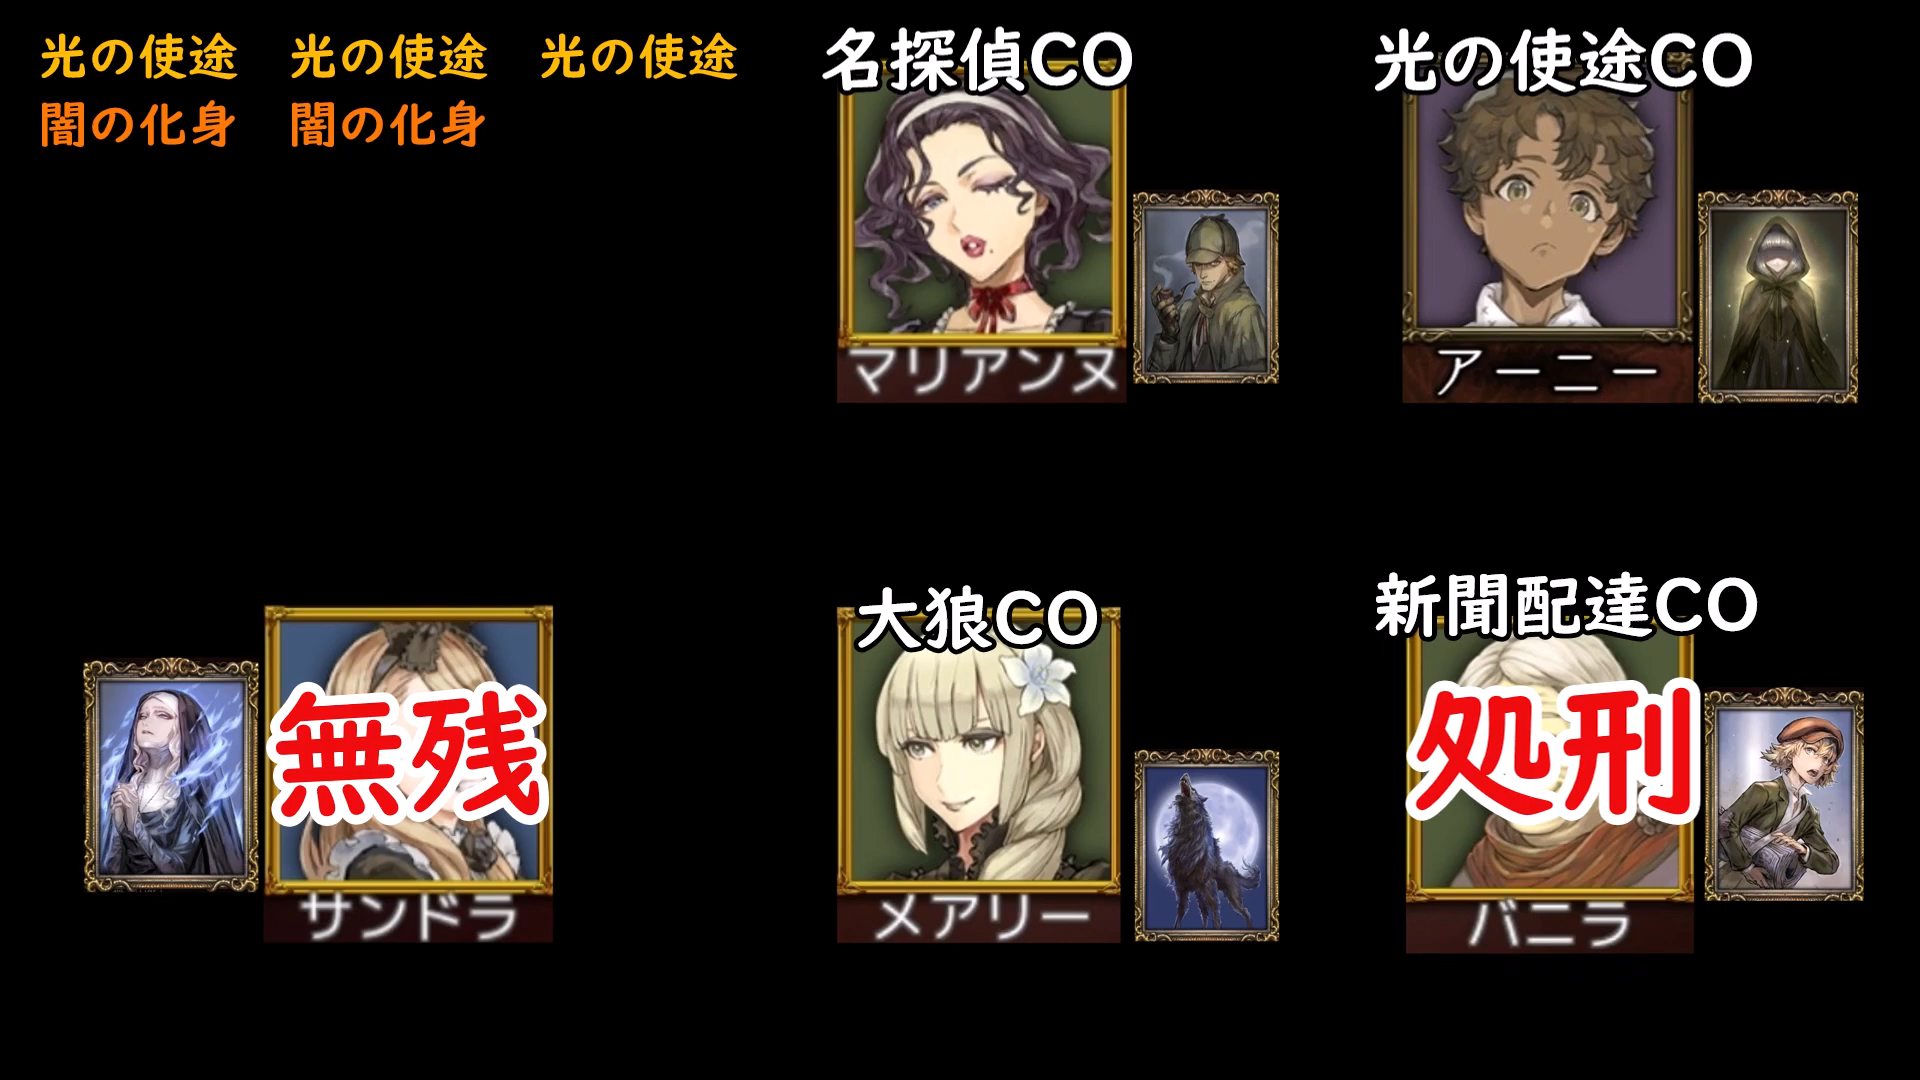 光の使途　光の使途　光の使途
闇の化身　闇の化身
名探偵CO
光の使途CO
マリアンヌ
アーニー
大狼CO
新聞配達CO
無残
処刑
サンドラ
メアリー
バニラ